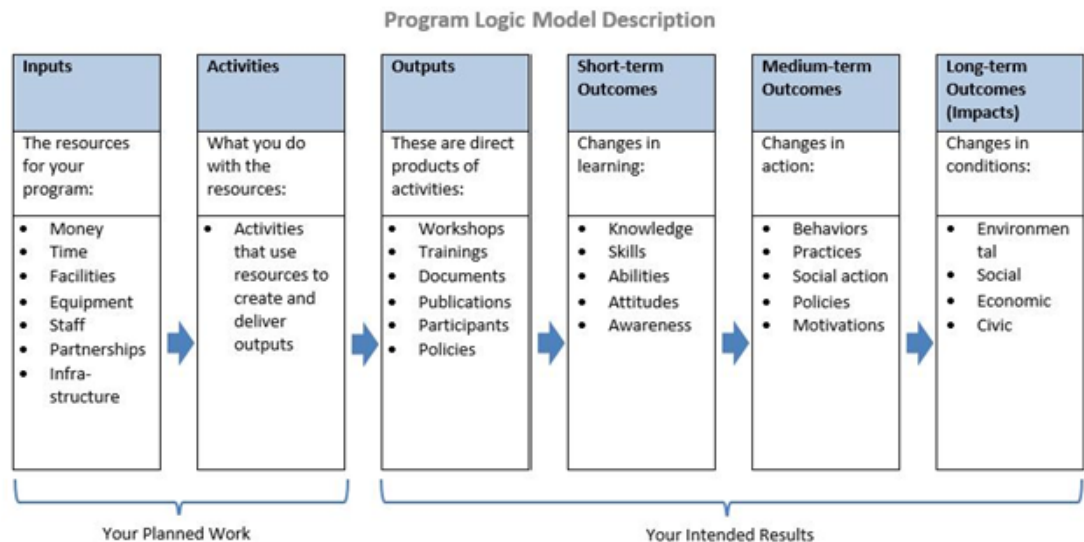 Program Logic Model Description
Inputs
The resources
for your
program:
Money
Time
Facilities
Equipment
Staff
Partnerships
Infra-
structure
Activities
What you do
with the
resources:
Activities
that use
resources to
create and
deliver
outputs
Outputs
These are direct
products of
activities:
Workshops
Trainings
Documents
Publications
Participants
Policies
Short-term
Outcomes
Changes in
learning:
Knowledge
Skills
Abilities
Attitudes
Awareness
Medium-term
Outcomes
Changes in
action:
Behaviors
Practices
Social action
Policies
Motivations
Long-term
Outcomes
(Impacts)
Changes in
conditions:
Environmen
tal
Social
Economic
Civic
Your Planned Work
Your Intended Results